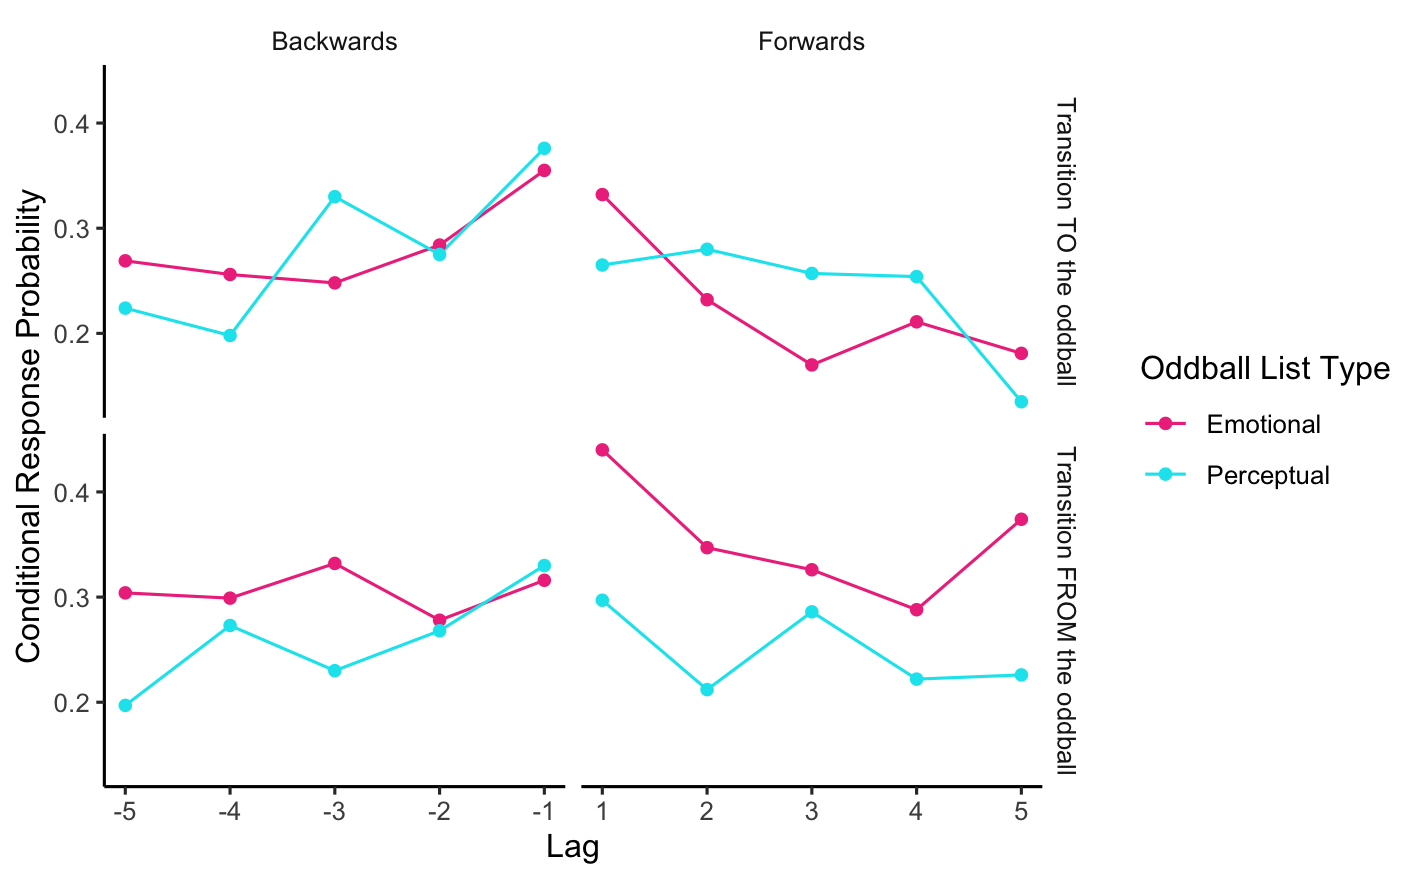 Backwards
Forwards
Conditional Response Probability
0.4
0.3
0.2
Transition TO the oddball
0.4
0.3
0.2
Transition FROM the oddball
-5
-4
-3
-2
-1
1
2
3
4
5
Lag
Oddball List Type
Emotional
Perceptual